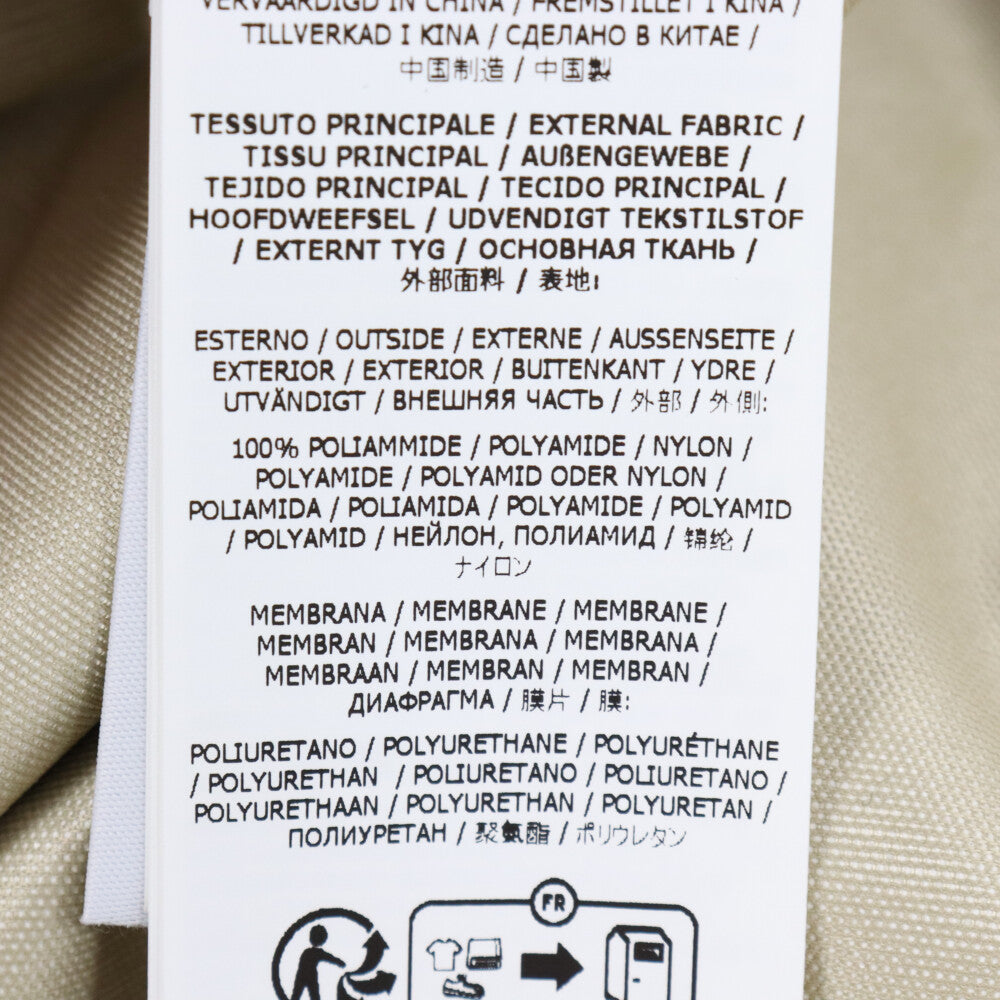 VERVAARDIGD IN CHINA / FREMSTILLET I KINA /
TILLVERKAD I KINA / СДЕЛАНО В КИТАЕ /
中国制造 / 中国製
TESSUTO PRINCIPALE / EXTERNAL FABRIC /
TISSU PRINCIPAL / AUßENGEWEBE /
TEJIDO PRINCIPAL / TECIDO PRINCIPAL /
HOOFDWEEFSEL / UDVENDIGT TEKSTILSTOF
/ EXTERNT TYG / ОСНОВНАЯ ТКАНЬ /
外部面料 / 表地:
ESTERNO / OUTSIDE / EXTERNE / AUSSENSEITE /
EXTERIOR / EXTERIOR / BUITENKANT / YDRE /
UTVÄNDIGT / ВНЕШНЯЯ ЧАСТЬ / 外部 / 外側:
100% POLIAMMIDE / POLYAMIDE / NYLON /
POLYAMIDE / POLYAMID ODER NYLON /
POLIAMIDA / POLIAMIDA / POLYAMIDE / POLYAMID
/ POLYAMID / НЕЙЛОН, ПОЛИАМИД / 锦纶 /
ナイロン
MEMBRANA / MEMBRANE / MEMBRANE /
MEMBRAN / MEMBRANA / MEMBRANA /
MEMBRAAN / MEMBRAN / MEMBRAN /
ДИАФРАГМА / 膜片 / 膜:
POLIURETANO / POLYURETHANE / POLYURÉTHANE
/ POLYURETHAN / POLIURETANO / POLIURETANO /
POLYURETHAAN / POLYURETHAN / POLYURETAN /
ПОЛИУРЕТАН / 聚氨酯 / ポリウレタン
FR